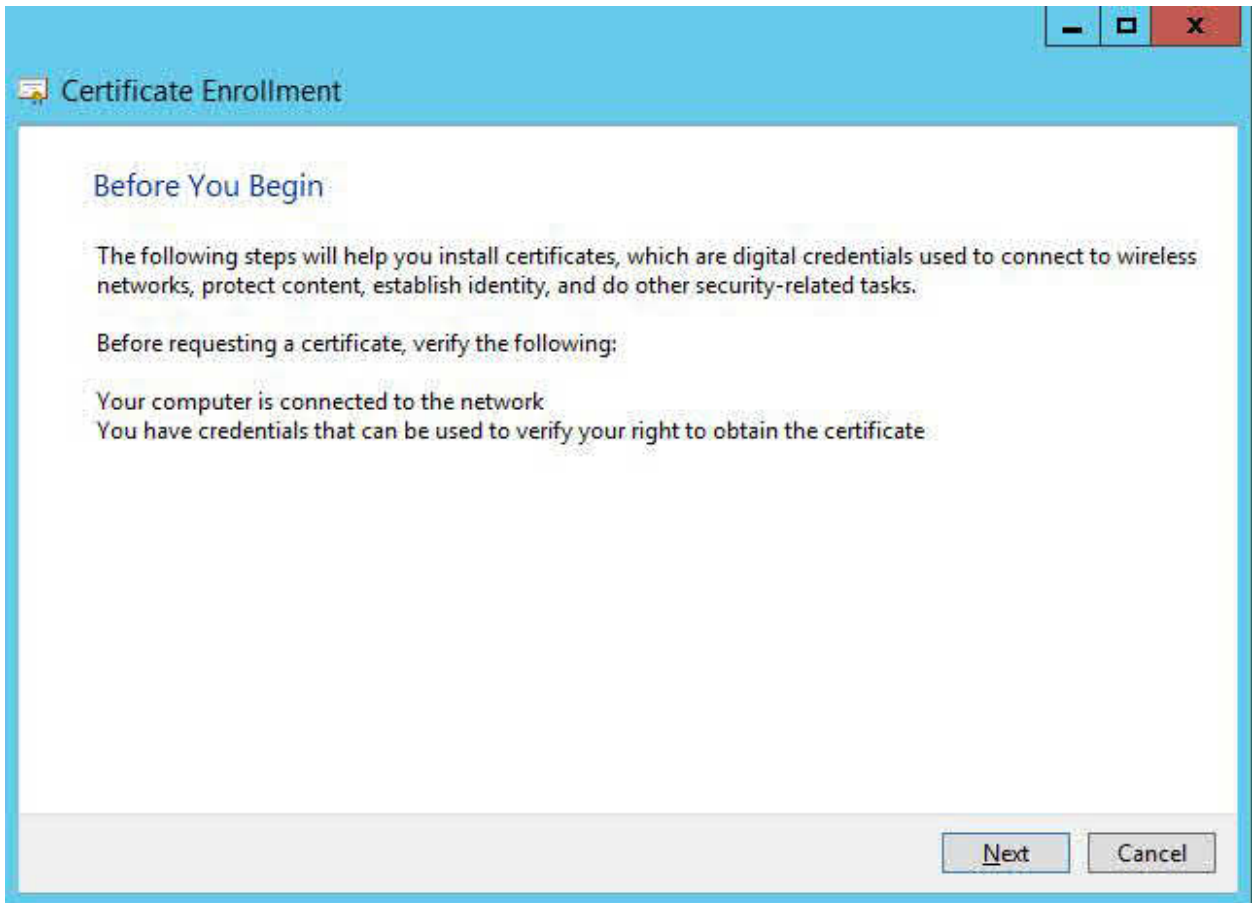 Certificate Enrollment
Before You Begin
The following steps will help you install certificates, which are digital credentials used to connect to wireless
networks, protect content, establish identity, and do other security-related tasks.
Before requesting a certificate, verify the following:
Your computer is connected to the network
You have credentials that can be used to verify your right to obtain the certificate
Next
Cancel